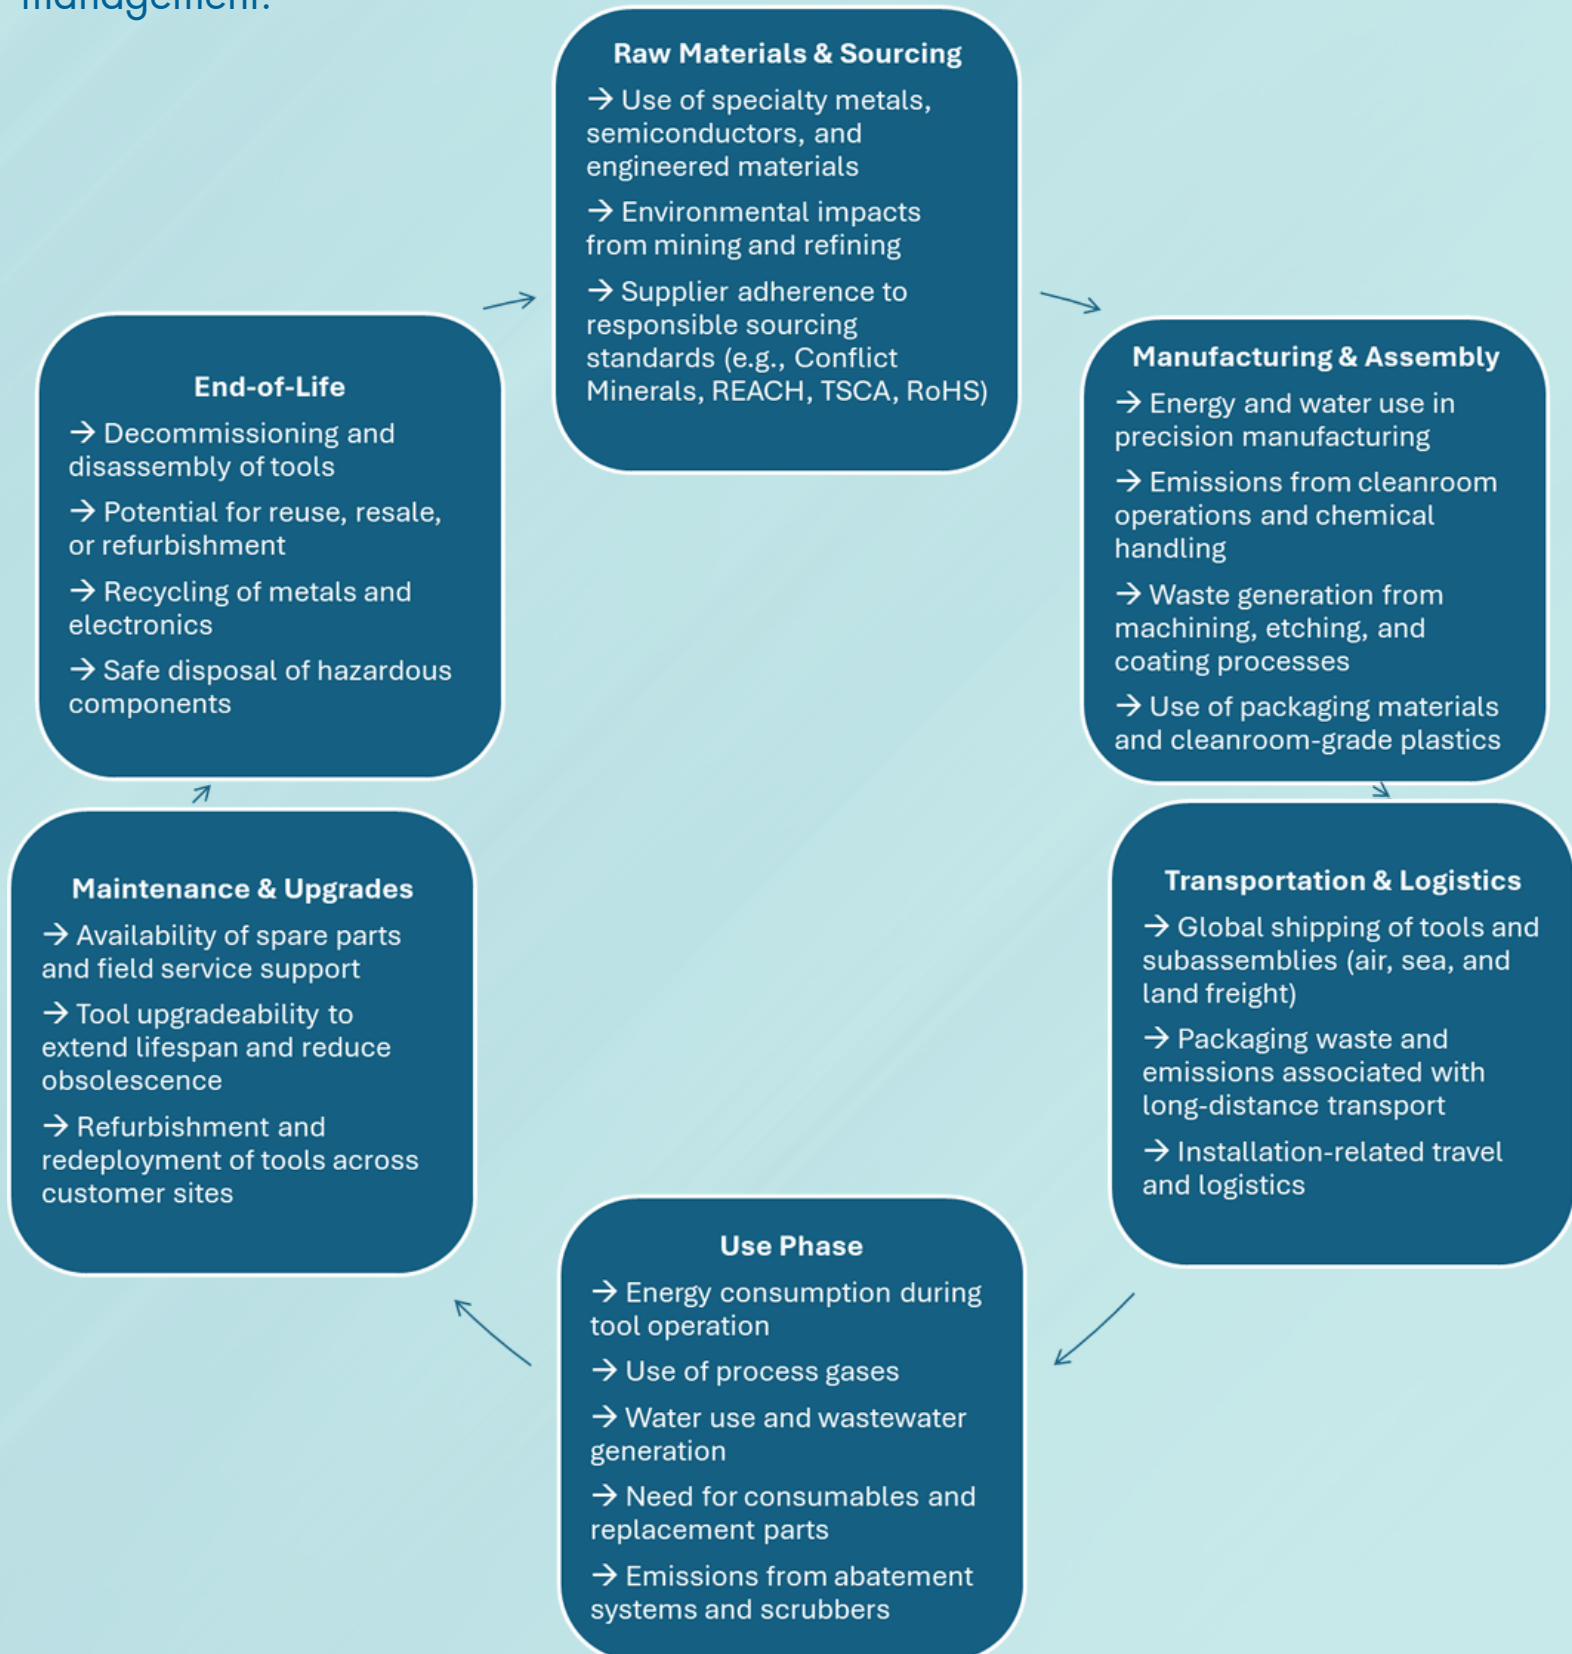 management.
Raw Materials & Sourcing
→ Use of specialty metals,
semiconductors, and
engineered materials
→ Environmental impacts
from mining and refining
→ Supplier adherence to
responsible sourcing
standards (e.g., Conflict
Minerals, REACH, TSCA, RoHS)
Manufacturing & Assembly
→ Energy and water use in
precision manufacturing
→ Emissions from cleanroom
operations and chemical
handling
→ Waste generation from
machining, etching, and
coating processes
→ Use of packaging materials
and cleanroom-grade plastics
Transportation & Logistics
→ Global shipping of tools and
subassemblies (air, sea, and
land freight)
→ Packaging waste and
emissions associated with
long-distance transport
→ Installation-related travel
and logistics
Use Phase
→ Energy consumption during
tool operation
→ Use of process gases
→ Water use and wastewater
generation
→ Need for consumables and
replacement parts
→ Emissions from abatement
systems and scrubbers
Maintenance & Upgrades
→ Availability of spare parts
and field service support
→ Tool upgradeability to
extend lifespan and reduce
obsolescence
→ Refurbishment and
redeployment of tools across
customer sites
End-of-Life
→ Decommissioning and
disassembly of tools
→ Potential for reuse, resale,
or refurbishment
→ Recycling of metals and
electronics
→ Safe disposal of hazardous
components